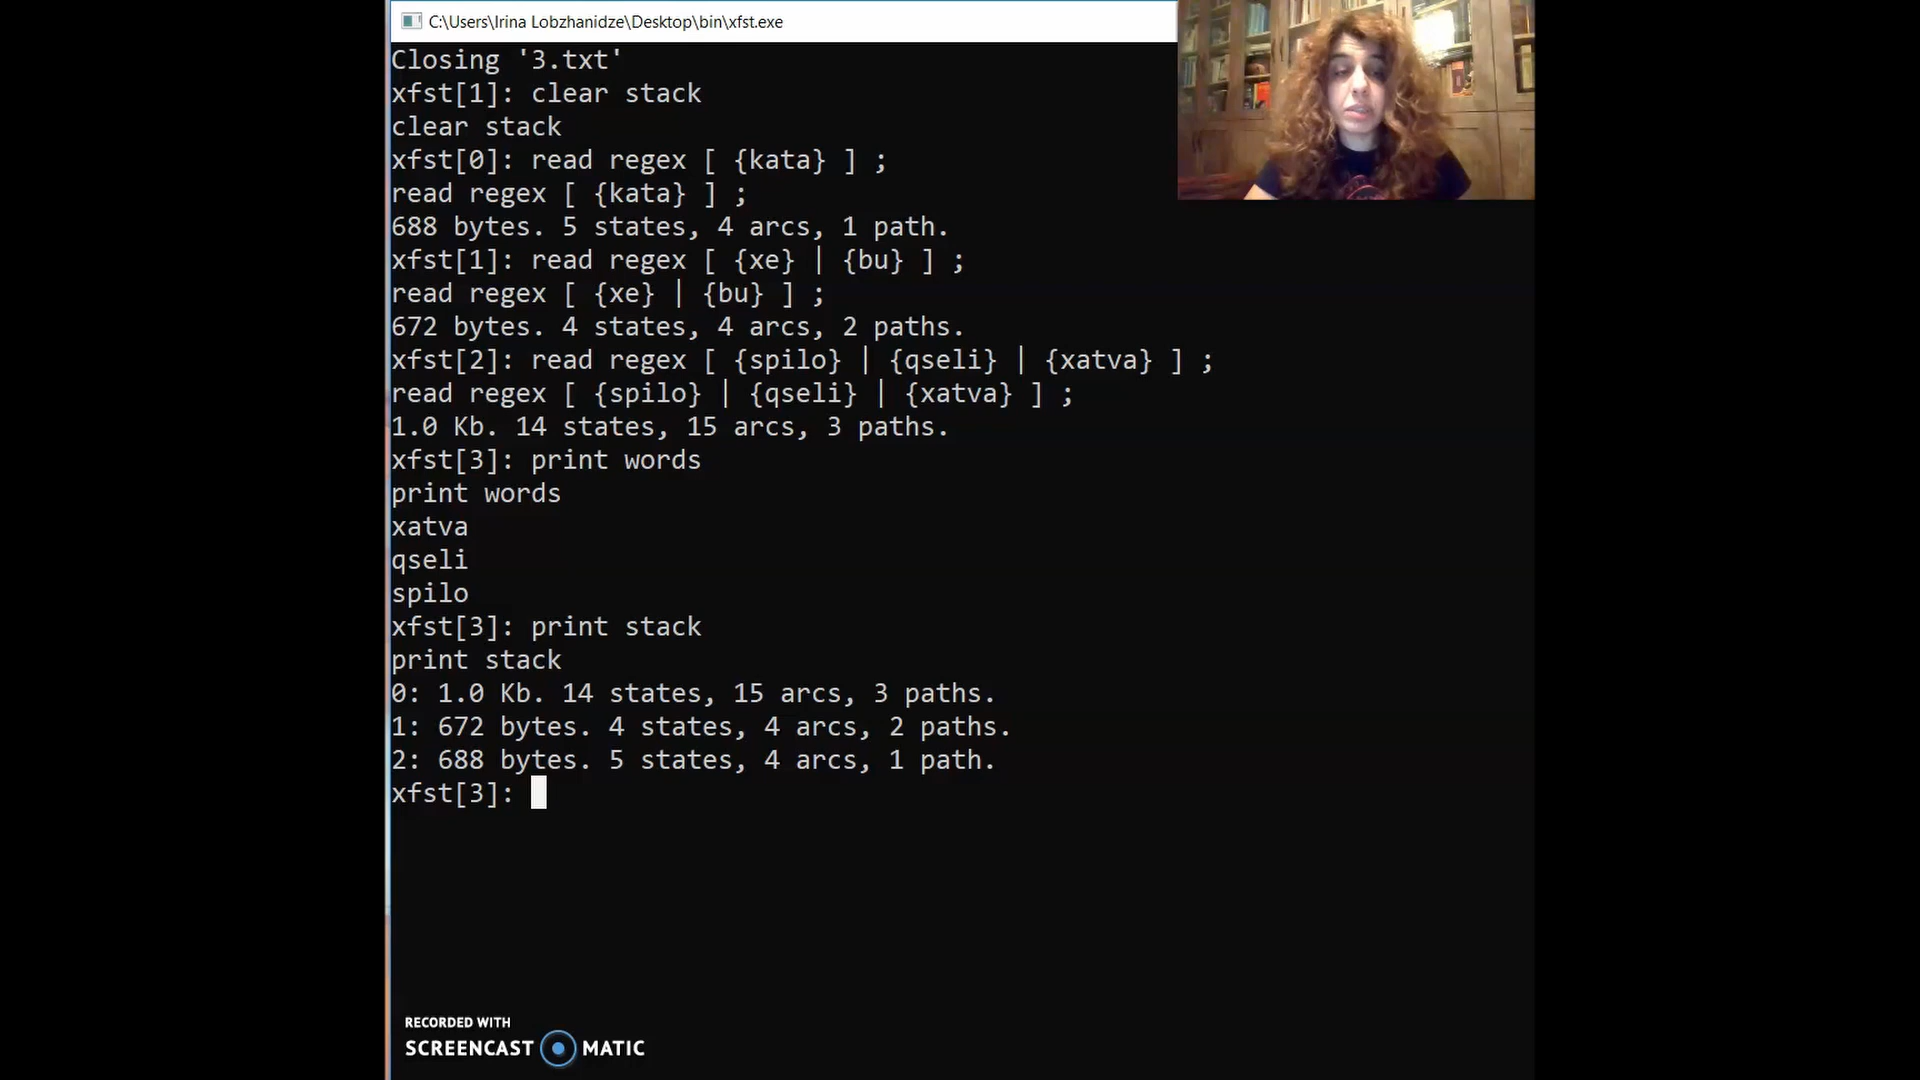 C:\Users\Irina Lobzhanidze\Desktop\bin\xfst.exe
Closing '3.txt'
xfst[1]: clear stack
clear stack
xfst[0]: read regex [ {kata} ] ;
read regex [ {kata} ] ;
688 bytes. 5 states, 4 arcs, 1 path.
xfst[1]: read regex [ {xe} | {bu} ] ;
read regex [ {xe} | {bu} ] ;
672 bytes. 4 states, 4 arcs, 2 paths.
xfst[2]: read regex [ {spilo} | {qseli} | {xatva} ] ;
read regex [ {spilo} | {qseli} | {xatva} ] ;
1.0 Kb. 14 states, 15 arcs, 3 paths.
xfst[3]: print words
print words
xatva
qseli
spilo
xfst[3]: print stack
print stack
0: 1.0 Kb. 14 states, 15 arcs, 3 paths.
1: 672 bytes. 4 states, 4 arcs, 2 paths.
2: 688 bytes. 5 states, 4 arcs, 1 path.
xfst[3]:
RECORDED WITH
SCREENCAST MATIC